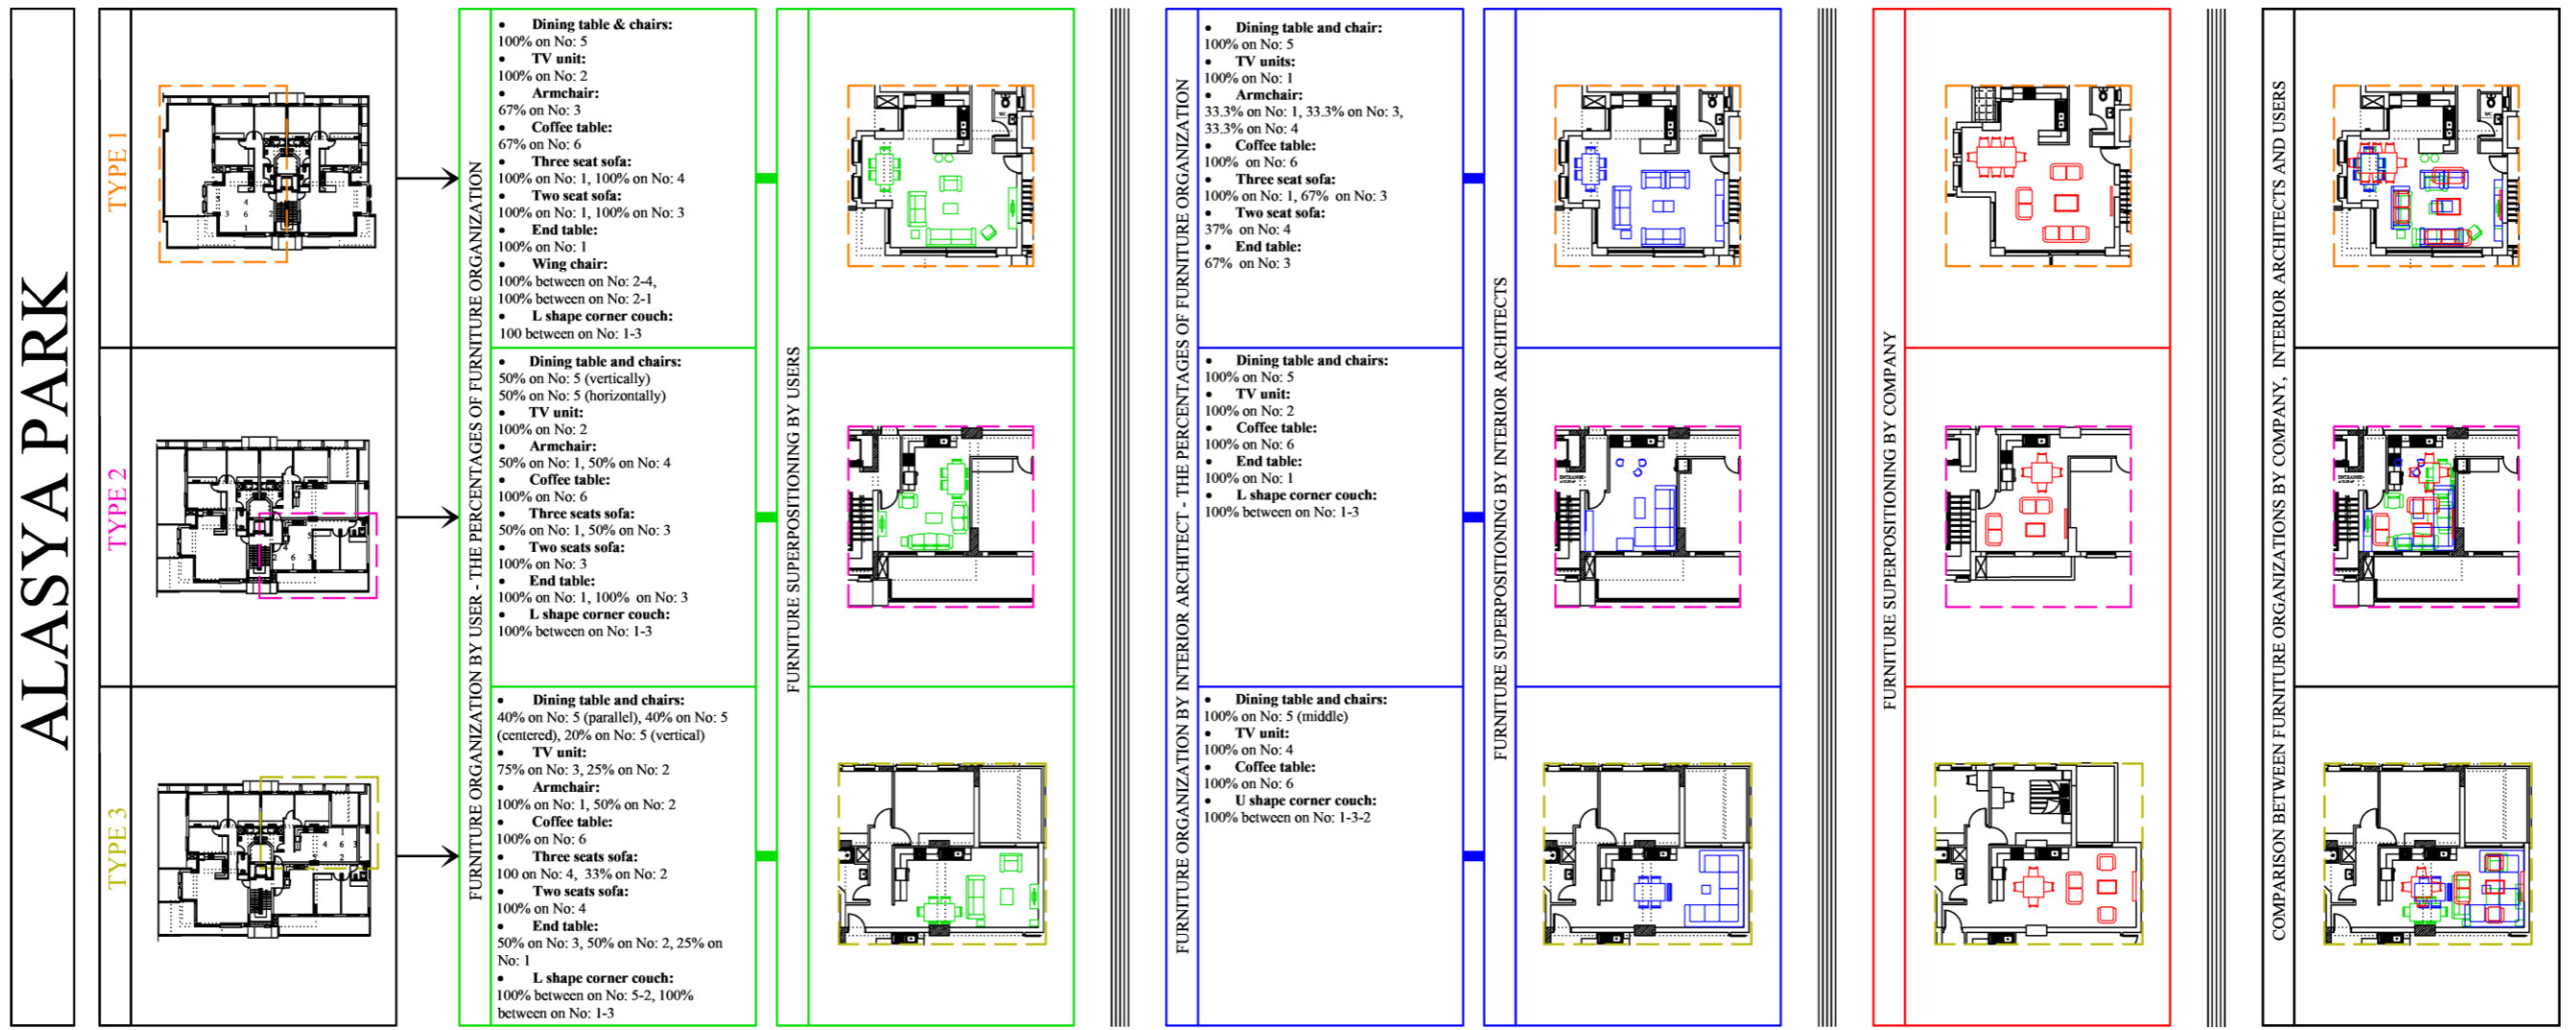 ALASYA PARK
TYPE 1
TYPE 2
TYPE 3
FURNITURE ORGANIZATION BY USER - THE PERCENTAGES OF FURNITURE ORGANIZATION
• Dining table & chairs:
100% on No: 5
• TV unit:
100% on No: 2
• Armchair:
67% on No: 3
• Coffee table:
67% on No: 6
• Three seat sofa:
100% on No: 1, 100% on No: 4
• Two seat sofa:
100% on No: 1, 100% on No: 3
• End table:
100% on No: 1
• Wing chair:
100% between on No: 2-4,
100% between on No: 2-1
• L shape corner couch:
100 between on No: 1-3
• Dining table and chairs:
50% on No: 5 (vertically)
50% on No: 5 (horizontally)
• TV unit:
100% on No: 2
• Armchair:
50% on No: 1, 50% on No: 4
• Coffee table:
100% on No: 6
• Three seats sofa:
50% on No: 1, 50% on No: 3
• Two seats sofa:
100% on No: 3
• End table:
100% on No: 1, 100% on No: 3
• L shape corner couch:
100% between on No: 1-3
• Dining table and chairs:
40% on No: 5 (parallel), 40% on No: 5
(centered), 20% on No: 5 (vertical)
• TV unit:
75% on No: 3, 25% on No: 2
• Armchair:
100% on No: 1, 50% on No: 2
• Coffee table:
100% on No: 6
• Three seats sofa:
100 on No: 4, 33% on No: 2
• Two seats sofa:
100% on No: 4
• End table:
50% on No: 3, 50% on No: 2, 25% on
No: 1
• L shape corner couch:
100% between on No: 5-2, 100%
between on No: 1-3
FURNITURE SUPERPOSITIONING BY USERS
FURNITURE ORGANIZATION BY INTERIOR ARCHITECT - THE PERCENTAGES OF FURNITURE ORGANIZATION
• Dining table and chair:
100% on No: 5
• TV units:
100% on No: 1
• Armchair:
33.3% on No: 1, 33.3% on No: 3,
33.3% on No: 4
• Coffee table:
100% on No: 6
• Three seat sofa:
100% on No: 1, 67% on No: 3
• Two seat sofa:
37% on No: 4
• End table:
67% on No: 3
• Dining table and chairs:
100% on No: 5
• TV unit:
100% on No: 2
• Coffee table:
100% on No: 6
• End table:
100% on No: 1
• L shape corner couch:
100% between on No: 1-3
• Dining table and chairs:
100% on No: 5 (middle)
• TV unit:
100% on No: 4
• Coffee table:
100% on No: 6
• U shape corner couch:
100% between on No: 1-3-2
FURNITURE SUPERPOSITIONING BY INTERIOR ARCHITECTS
FURNITURE SUPERPOSITIONING BY COMPANY
COMPARISON BETWEEN FURNITURE ORGANIZATIONS BY COMPANY, INTERIOR ARCHITECTS AND USERS